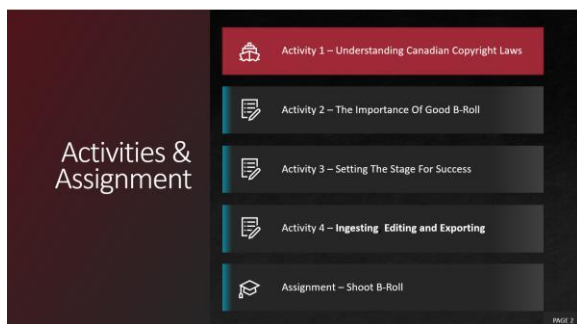 Activities &
Assignment
Activity 1 – Understanding Canadian Copyright Laws
Activity 2 – The Importance Of Good B-Roll
Activity 3 – Setting The Stage For Success
Activity 4 – Ingesting Editing and Exporting
Assignment – Shoot B-Roll
PAGE 2